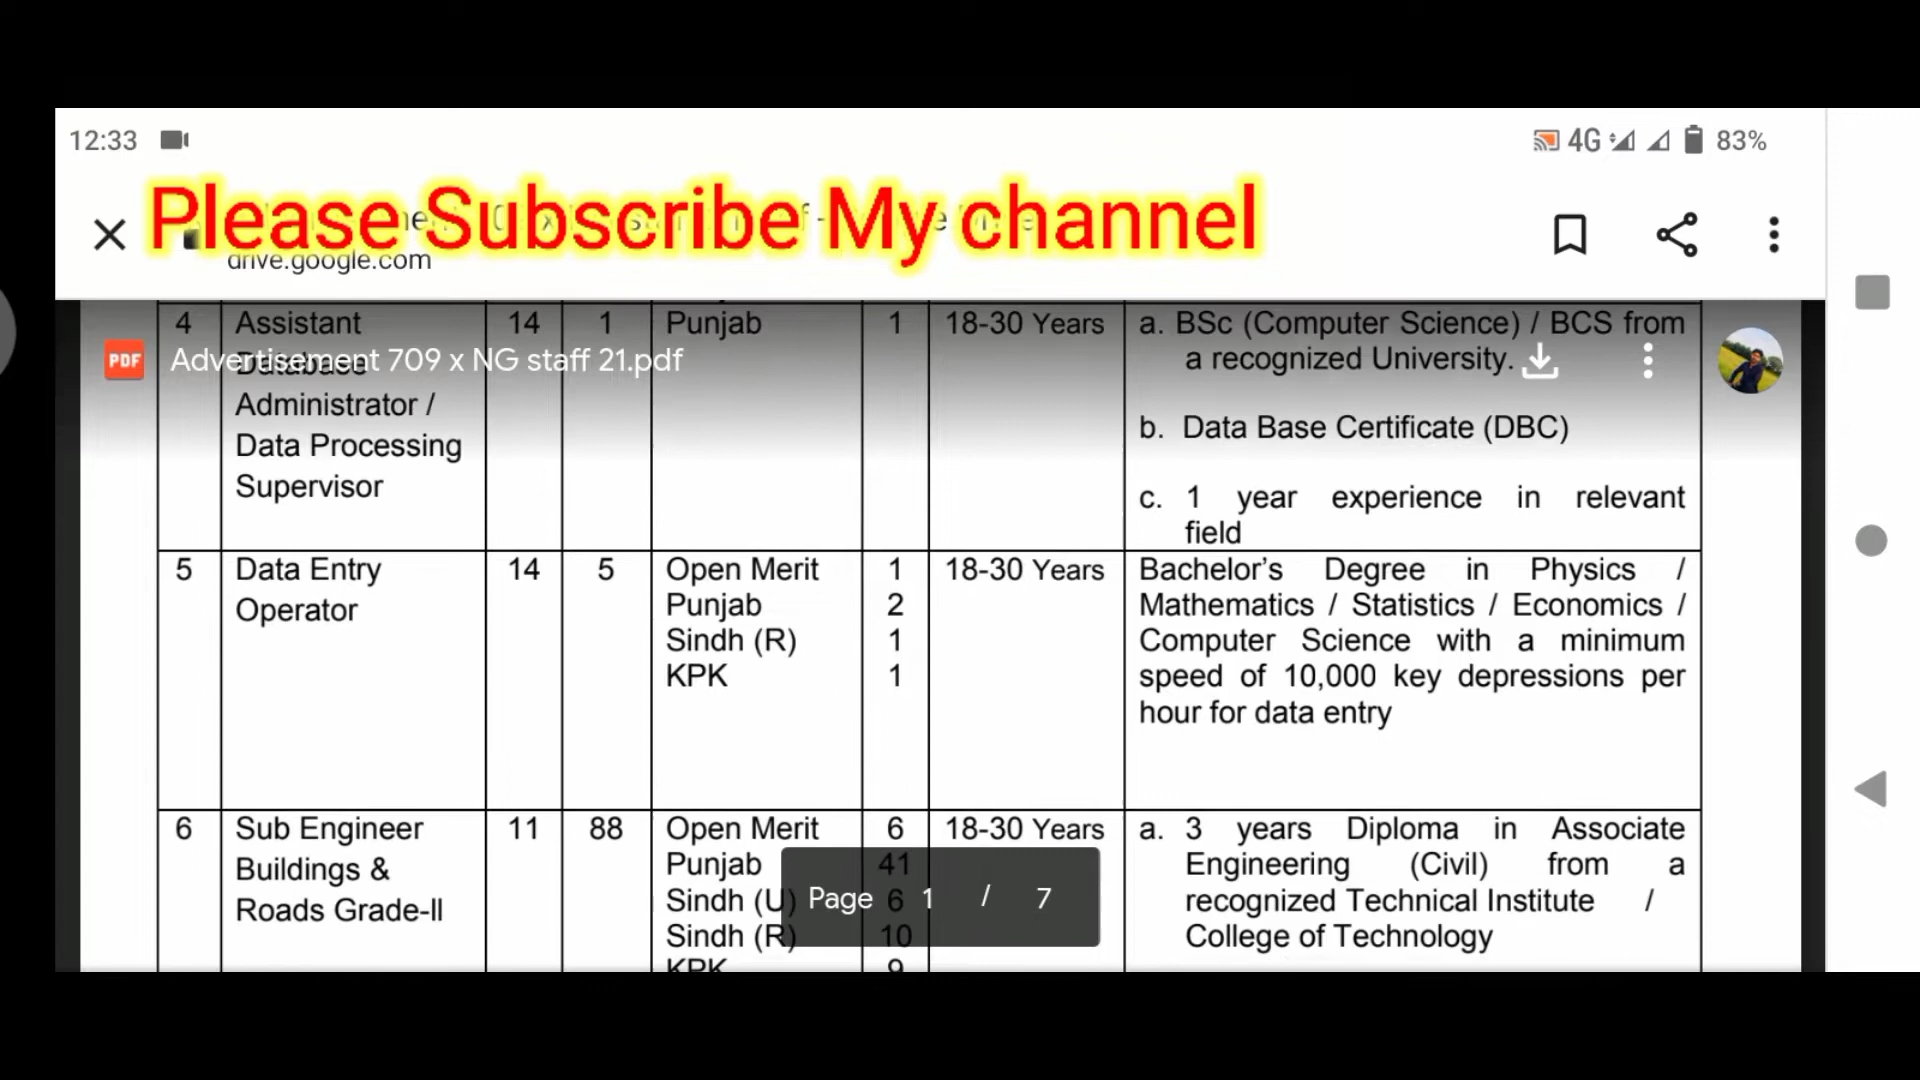 12:33
4G
83%
Please Subscribe My channel
drive.google.com
4 Assistant 14 1 Punjab 1 18-30 Years a. BSc (Computer Science) / BCS from
Database a recognized University.
PDF Advertisement 709 x NG staff 21.pdf
Administrator /
Data Processing b. Data Base Certificate (DBC)
Supervisor c. 1 year experience in relevant
field
5 Data Entry 14 5 Open Merit 1 18-30 Years Bachelor's Degree in Physics /
Operator Punjab 2 Mathematics / Statistics / Economics /
Sindh (R) 1 Computer Science with a minimum
KPK 1 speed of 10,000 key depressions per
hour for data entry
6 Sub Engineer 11 88 Open Merit 6 18-30 Years a. 3 years Diploma in Associate
Buildings & Punjab 41 Engineering (Civil) from a
Roads Grade-II Sindh (U) 6 recognized Technical Institute /
Sindh (R) 10 College of Technology
KPK 9
Page 1 / 7